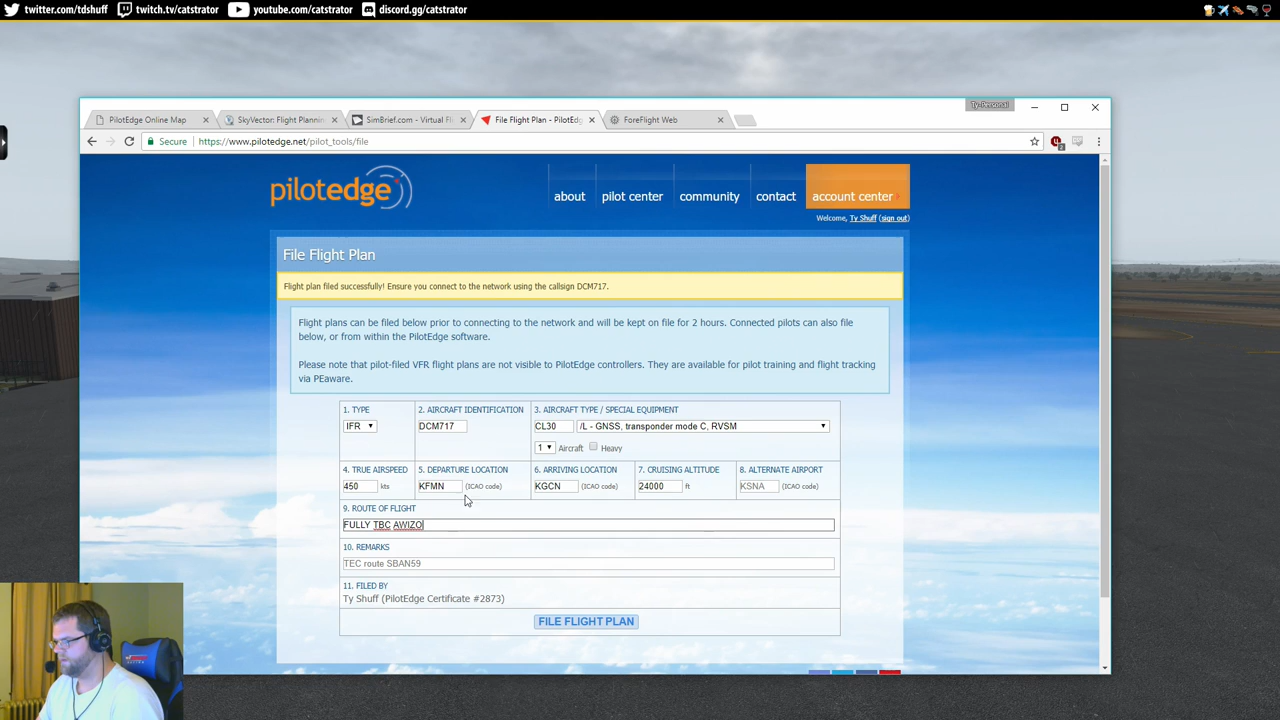 twitter.com/tdshuff twitch.tv/catstrator youtube.com/catstrator discord.gg/catstrator
Ty-Personal
PilotEdge Online Map
SkyVector: Flight Plannin
SimBrief.com - Virtual Fl
File Flight Plan - PilotEdg
ForeFlight Web
Secure https://www.pilotedge.net/pilot_tools/file
2
pilotedge
about pilot center community contact account center
Welcome, Ty Shuff (sign out)
File Flight Plan
Flight plan filed successfully! Ensure you connect to the network using the callsign DCM717.
Flight plans can be filed below prior to connecting to the network and will be kept on file for 2 hours. Connected pilots can also file
below, or from within the PilotEdge software.
Please note that pilot-filed VFR flight plans are not visible to PilotEdge controllers. They are available for pilot training and flight tracking
via PEaware.
1. TYPE 2. AIRCRAFT IDENTIFICATION 3. AIRCRAFT TYPE / SPECIAL EQUIPMENT
IFR DCM717 CL30 /L - GNSS, transponder mode C, RVSM
1 Aircraft Heavy
4. TRUE AIRSPEED 5. DEPARTURE LOCATION 6. ARRIVING LOCATION 7. CRUISING ALTITUDE 8. ALTERNATE AIRPORT
450 kts KFMN (ICAO code) KGCN (ICAO code) 24000 ft KSNA (ICAO code)
9. ROUTE OF FLIGHT
FULLY TBC AWIZO
10. REMARKS
TEC route SBAN59
11. FILED BY
Ty Shuff (PilotEdge Certificate #2873)
FILE FLIGHT PLAN